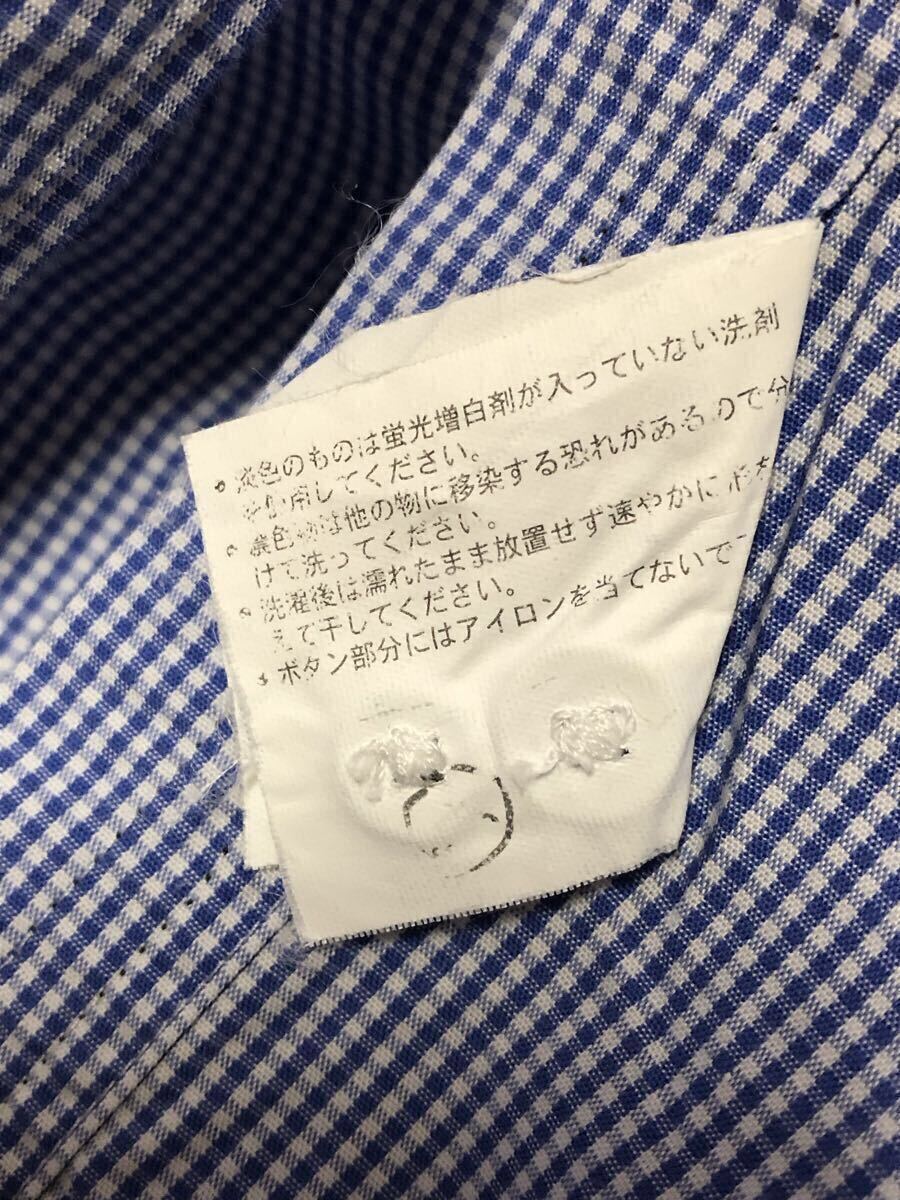 • 淡色のものは蛍光増白剤が入っていない洗剤
を使用してください。
• 濃色物は他の物に移染する恐れがあるので分
けて洗ってください。
• 洗濯後は濡れたまま放置せず速やかに形を
えて干してください。
• ボタン部分にはアイロンを当てないで